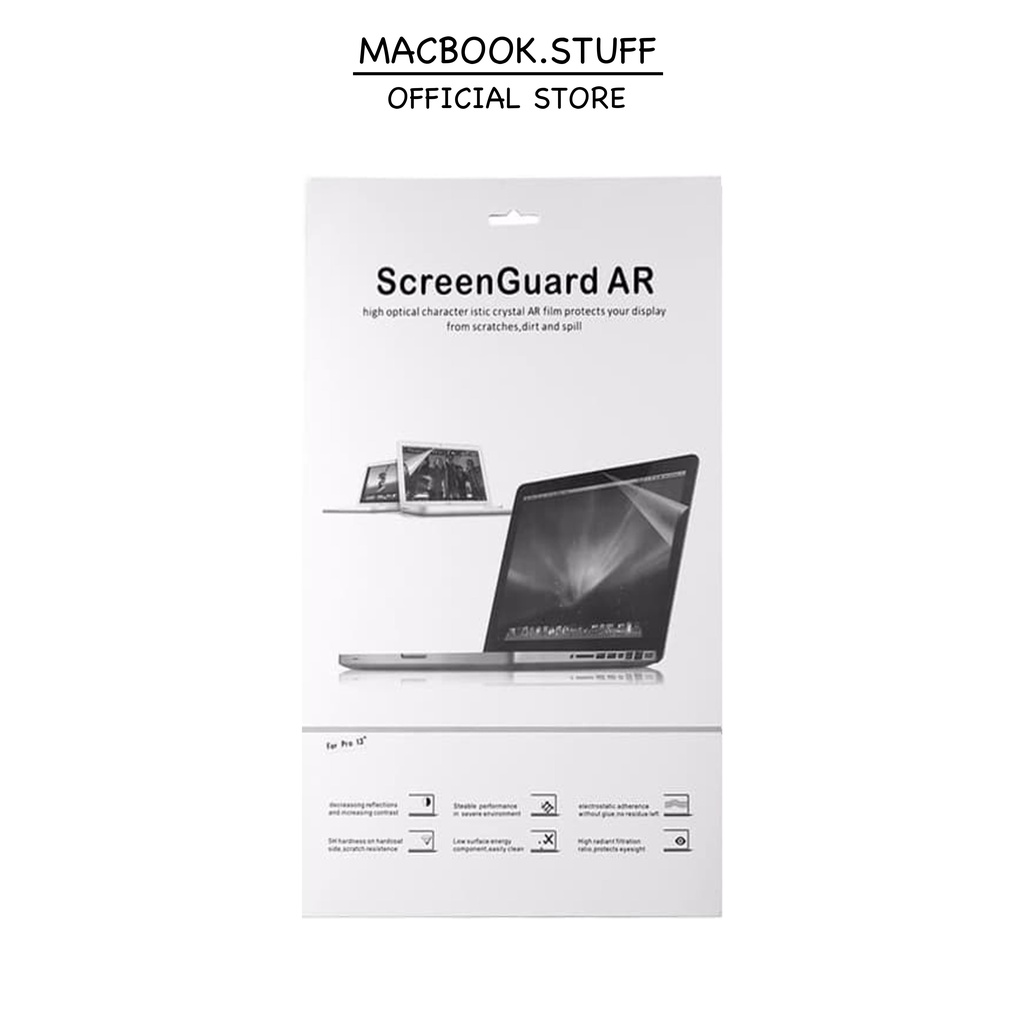 MACBOOK.STUFF
OFFICIAL STORE
ScreenGuard AR
high optical character istic crystal AR film protects your display
from scratches,dirt and spill
For Pro 13"
decreasing reflections
and increasing contrast
Steable performance
in severe environment
electrostatic adherence
without glue,no residue left
5H hardness on hardcoat
side,scratch resistence
Low surface energy
component,easily clean
High radiant filtration
ratio,protects eyesight